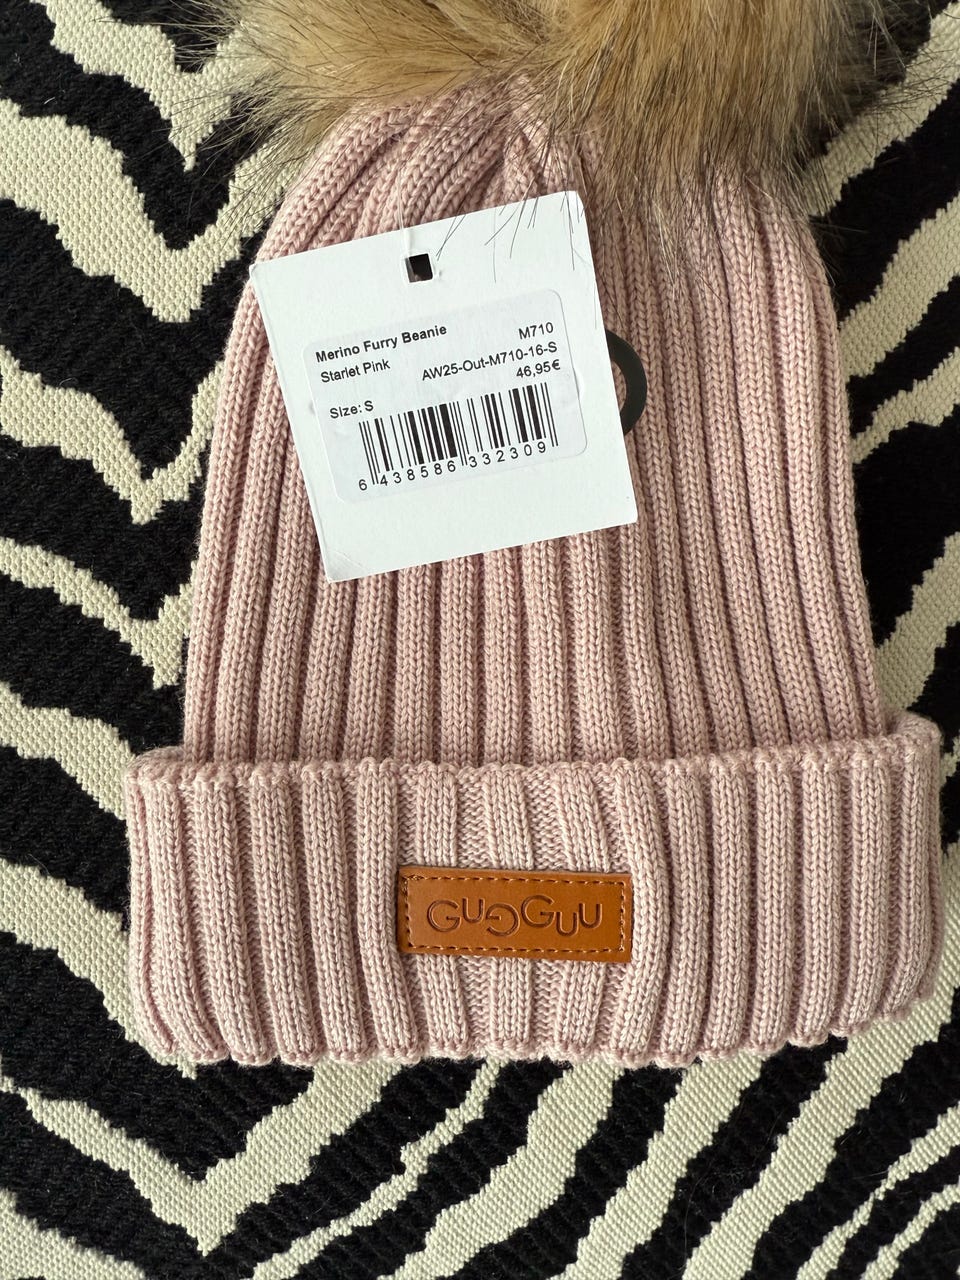 Merino Furry Beanie M710
Starlet Pink AW25-Out-M710-16-S
46,95€
Size: S
6 438586 332309
GUGGUU